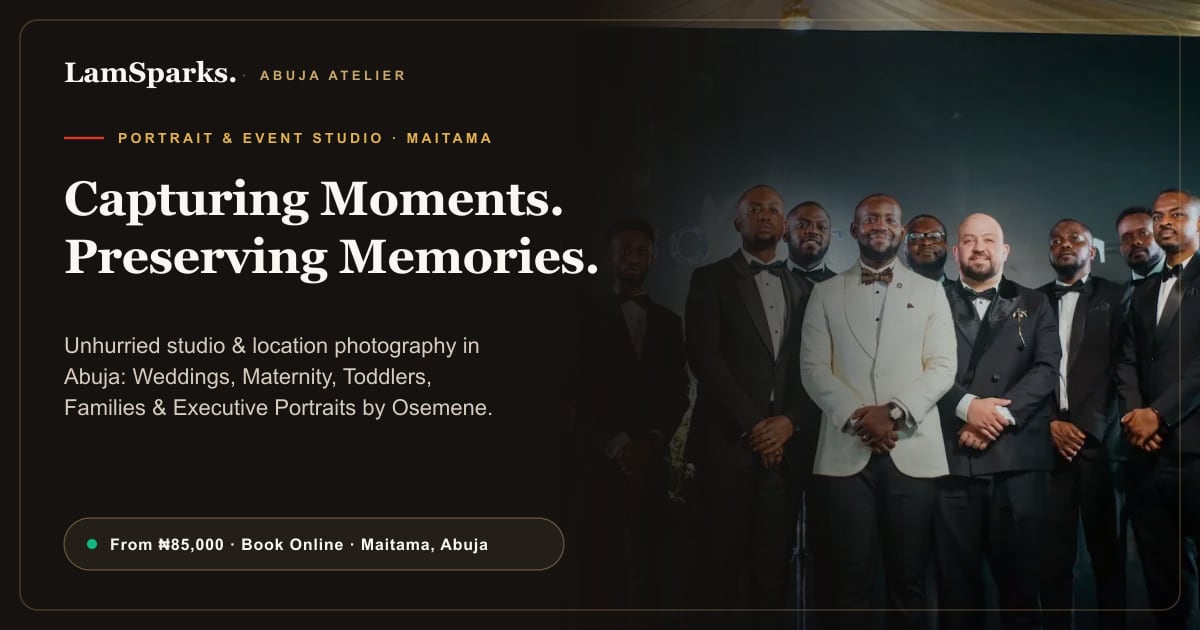 LamSparks. · ABUJA ATELIER
PORTRAIT & EVENT STUDIO · MAITAMA
Capturing Moments.
Preserving Memories.
Unhurried studio & location photography in
Abuja: Weddings, Maternity, Toddlers,
Families & Executive Portraits by Osemene.
From ₦85,000 · Book Online · Maitama, Abuja